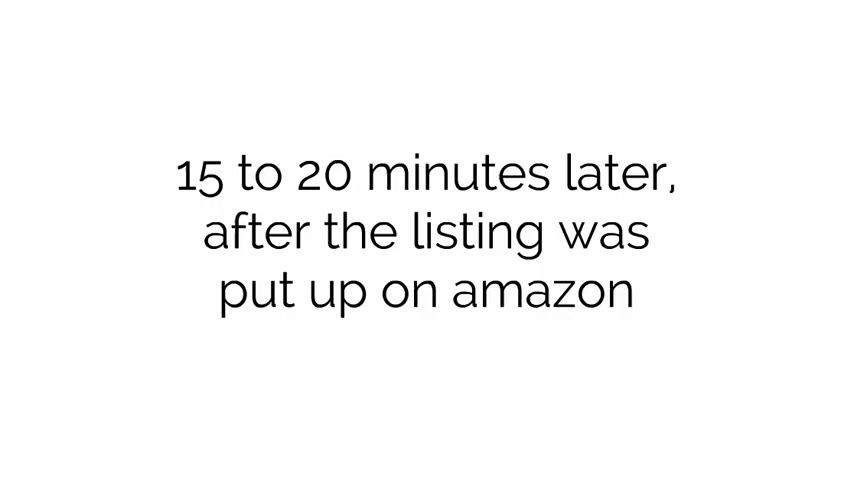 15 to 20 minutes later,
after the listing was
put up on amazon